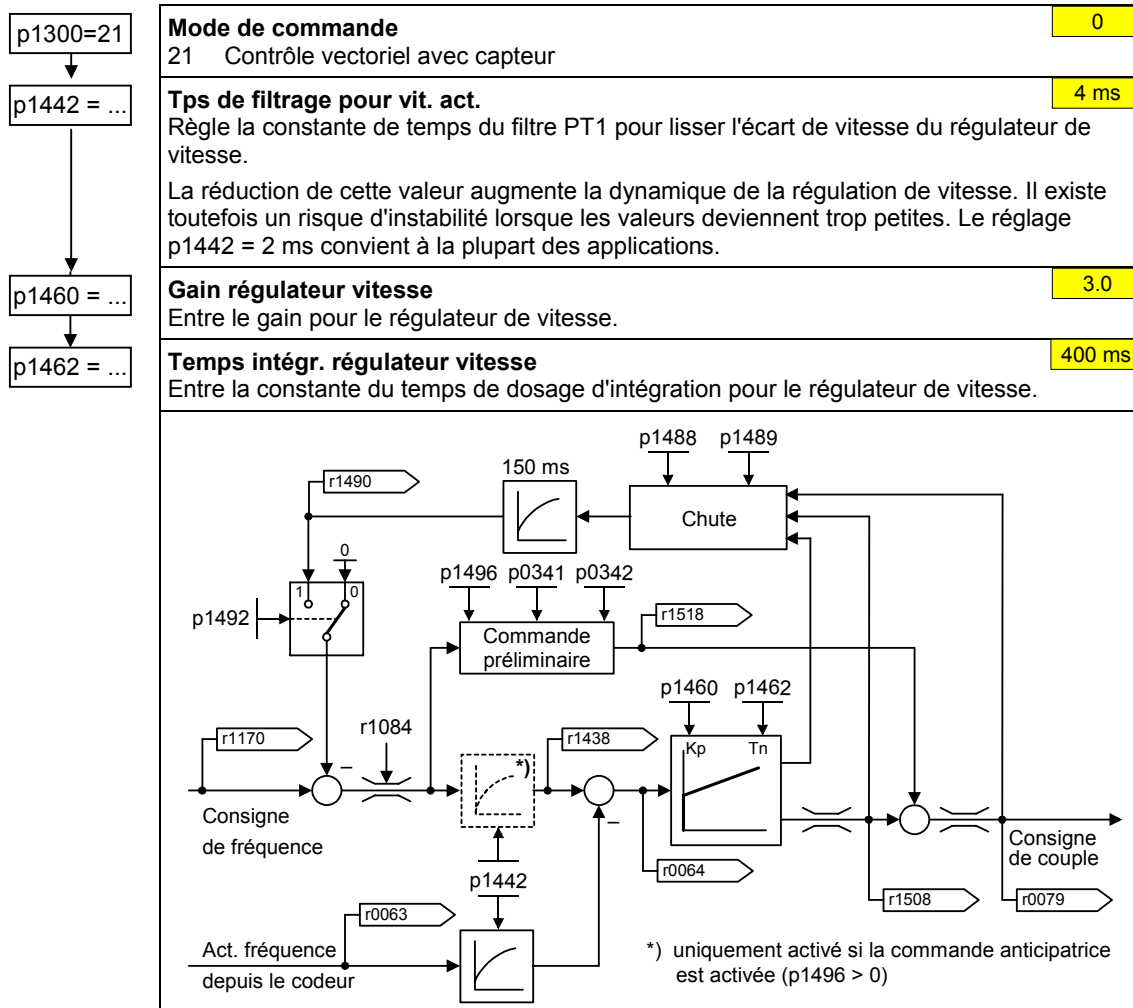 p1300=21
Mode de commande
0
21 Contrôle vectoriel avec capteur
p1442 = ...
Tps de filtrage pour vit. act.
4 ms
Règle la constante de temps du filtre PT1 pour lisser l'écart de vitesse du régulateur de
vitesse.
La réduction de cette valeur augmente la dynamique de la régulation de vitesse. Il existe
toutefois un risque d'instabilité lorsque les valeurs deviennent trop petites. Le réglage
p1442 = 2 ms convient à la plupart des applications.
p1460 = ...
Gain régulateur vitesse
3.0
Entre le gain pour le régulateur de vitesse.
p1462 = ...
Temps intégr. régulateur vitesse
400 ms
Entre la constante du temps de dosage d'intégration pour le régulateur de vitesse.
p1488 p1489
150 ms
r1490
Chute
0
p1496 p0341 p0342
1 0
p1492
r1518
Commande
préliminaire
p1460 p1462
r1170
r1084
r1438
Kp Tn
*)
–
Consigne
de fréquence
–
Consigne
de couple
r0064
p1442
r1508
r0079
r0063
Act. fréquence
depuis le codeur
*) uniquement activé si la commande anticipatrice
est activée (p1496 > 0)